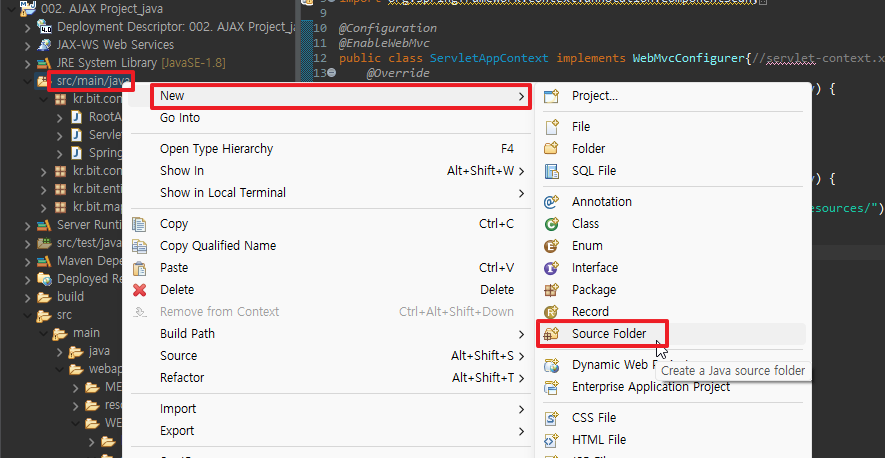 002. AJAX Project_java
Deployment Descriptor: 002. AJAX Project_ja
JAX-WS Web Services
JRE System Library [JavaSE-1.8]
src/main/java
kr.bit.con
RootA
Servle
Spring
kr.bit.con
kr.bit.enti
kr.bit.map
Server Runti
src/test/java
Maven Depe
Deployed Re
build
src
main
java
webap
ME
reso
WE
9
10 @Configuration
11 @EnableWebMvc
12 public class ServletAppContext implements WebMvcConfigurer{//servlet-context.x
13 @Override
y) {
y) {
esources/")
New
Go Into
Open Type Hierarchy F4
Show In Alt+Shift+W
Show in Local Terminal
Copy Ctrl+C
Copy Qualified Name
Paste Ctrl+V
Delete Delete
Remove from Context Ctrl+Alt+Shift+Down
Build Path
Source Alt+Shift+S
Refactor Alt+Shift+T
Import
Export
Project...
File
Folder
SQL File
Annotation
Class
Enum
Interface
Package
Record
Source Folder
Dynamic Web
Create a Java source folder
Enterprise Application Project
CSS File
HTML File